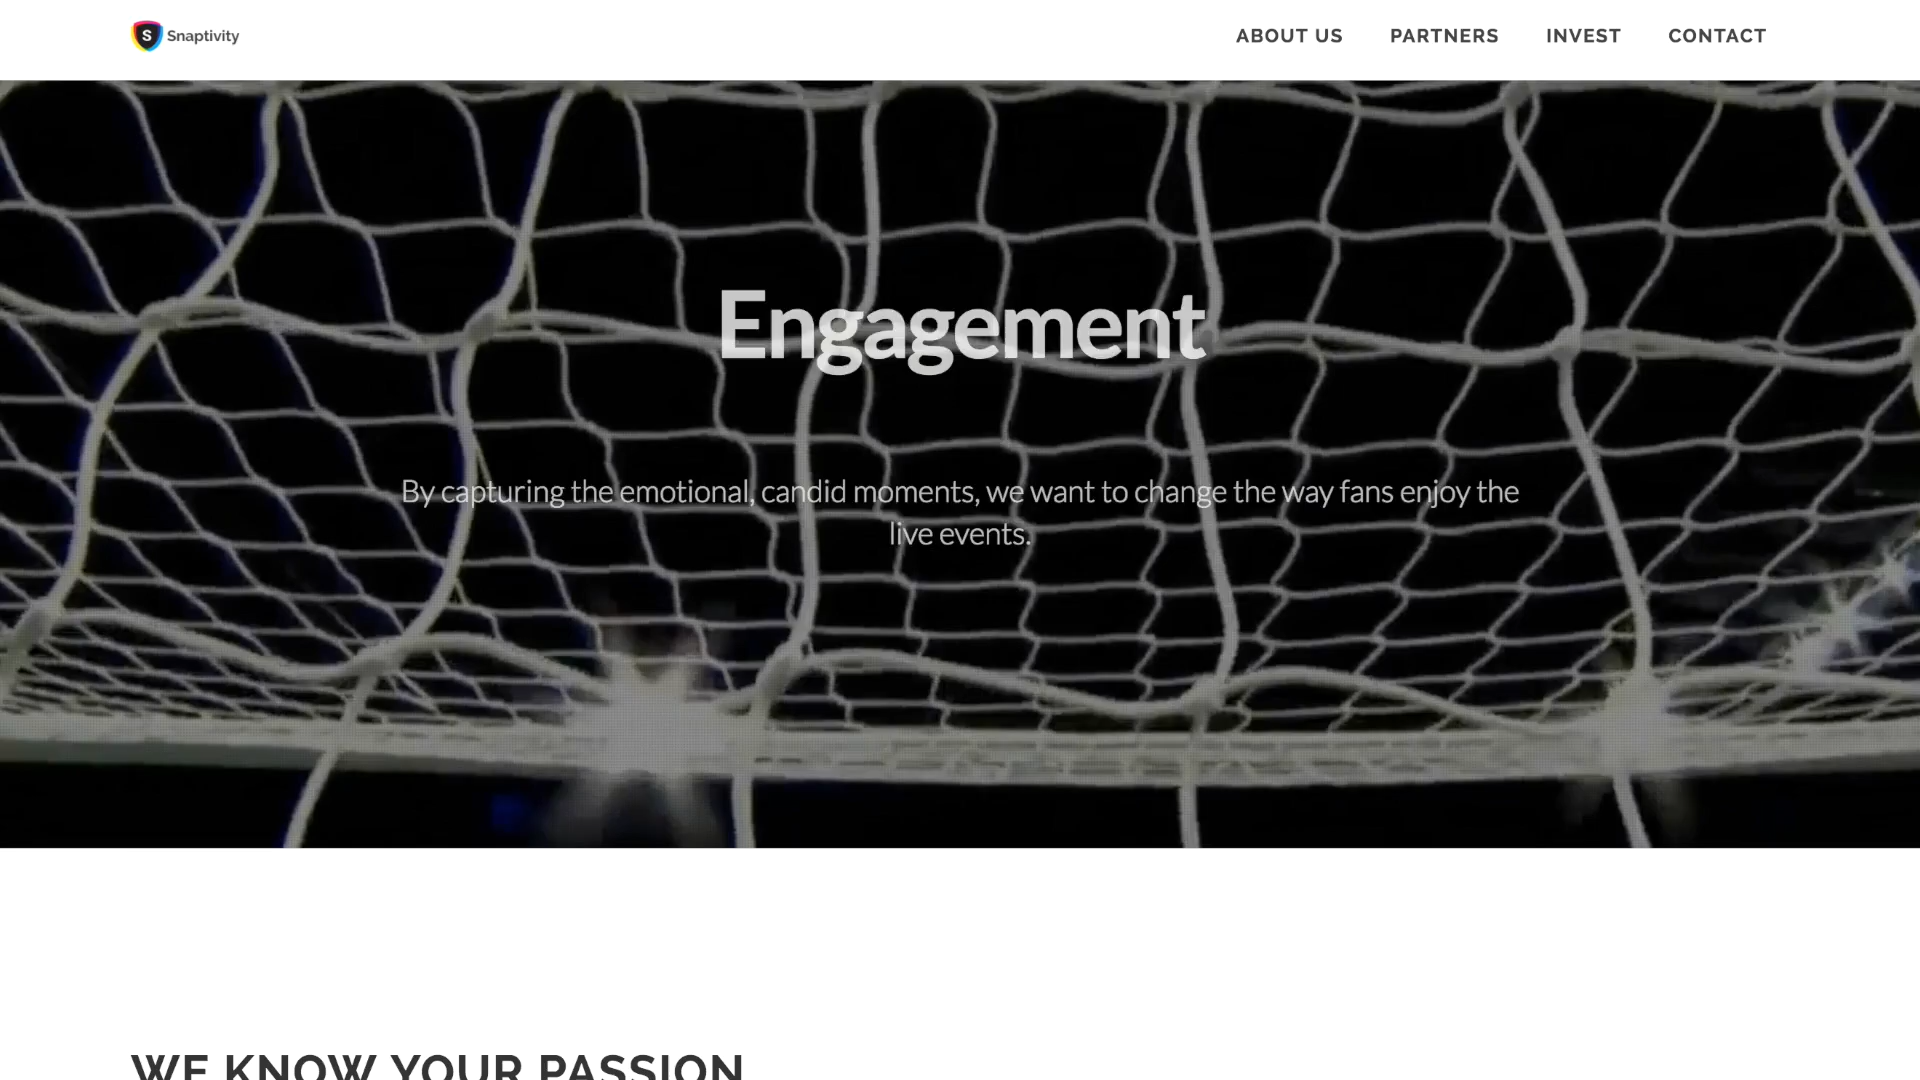 Snaptivity
ABOUT US
PARTNERS
INVEST
CONTACT
Engagement
By capturing the emotional, candid moments, we want to change the way fans enjoy the
live events.
WE KNOW YOUR PASSION